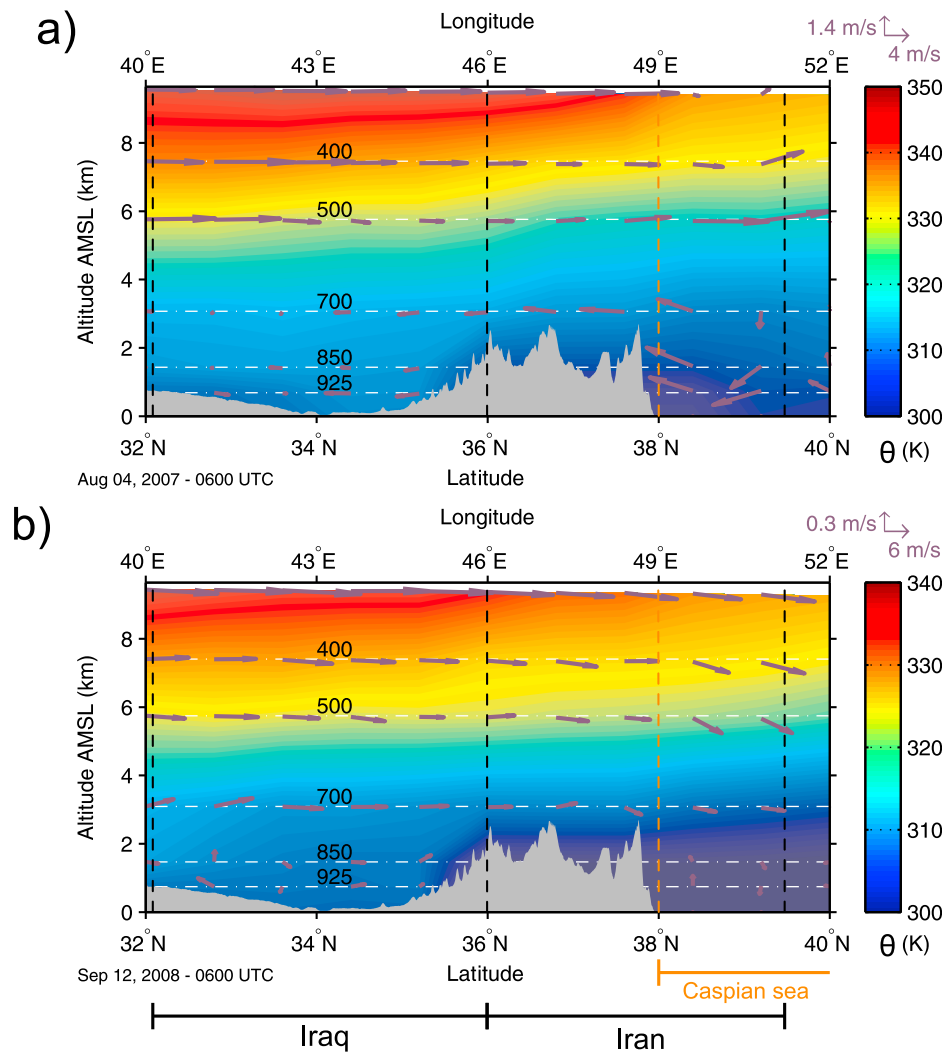 a)
Longitude
1.4 m/s
4 m/s
40°E 43°E 46°E 49°E 52°E
350
340
330
320
310
300
θ (K)
Altitude AMSL (km)
8
6
4
2
0
400
500
700
850
925
32°N 34°N 36°N 38°N 40°N
Latitude
Aug 04, 2007 - 0600 UTC
b)
Longitude
0.3 m/s
6 m/s
40°E 43°E 46°E 49°E 52°E
340
330
320
310
300
θ (K)
Altitude AMSL (km)
8
6
4
2
0
400
500
700
850
925
32°N 34°N 36°N 38°N 40°N
Latitude
Sep 12, 2008 - 0600 UTC
Caspian sea
Iraq Iran